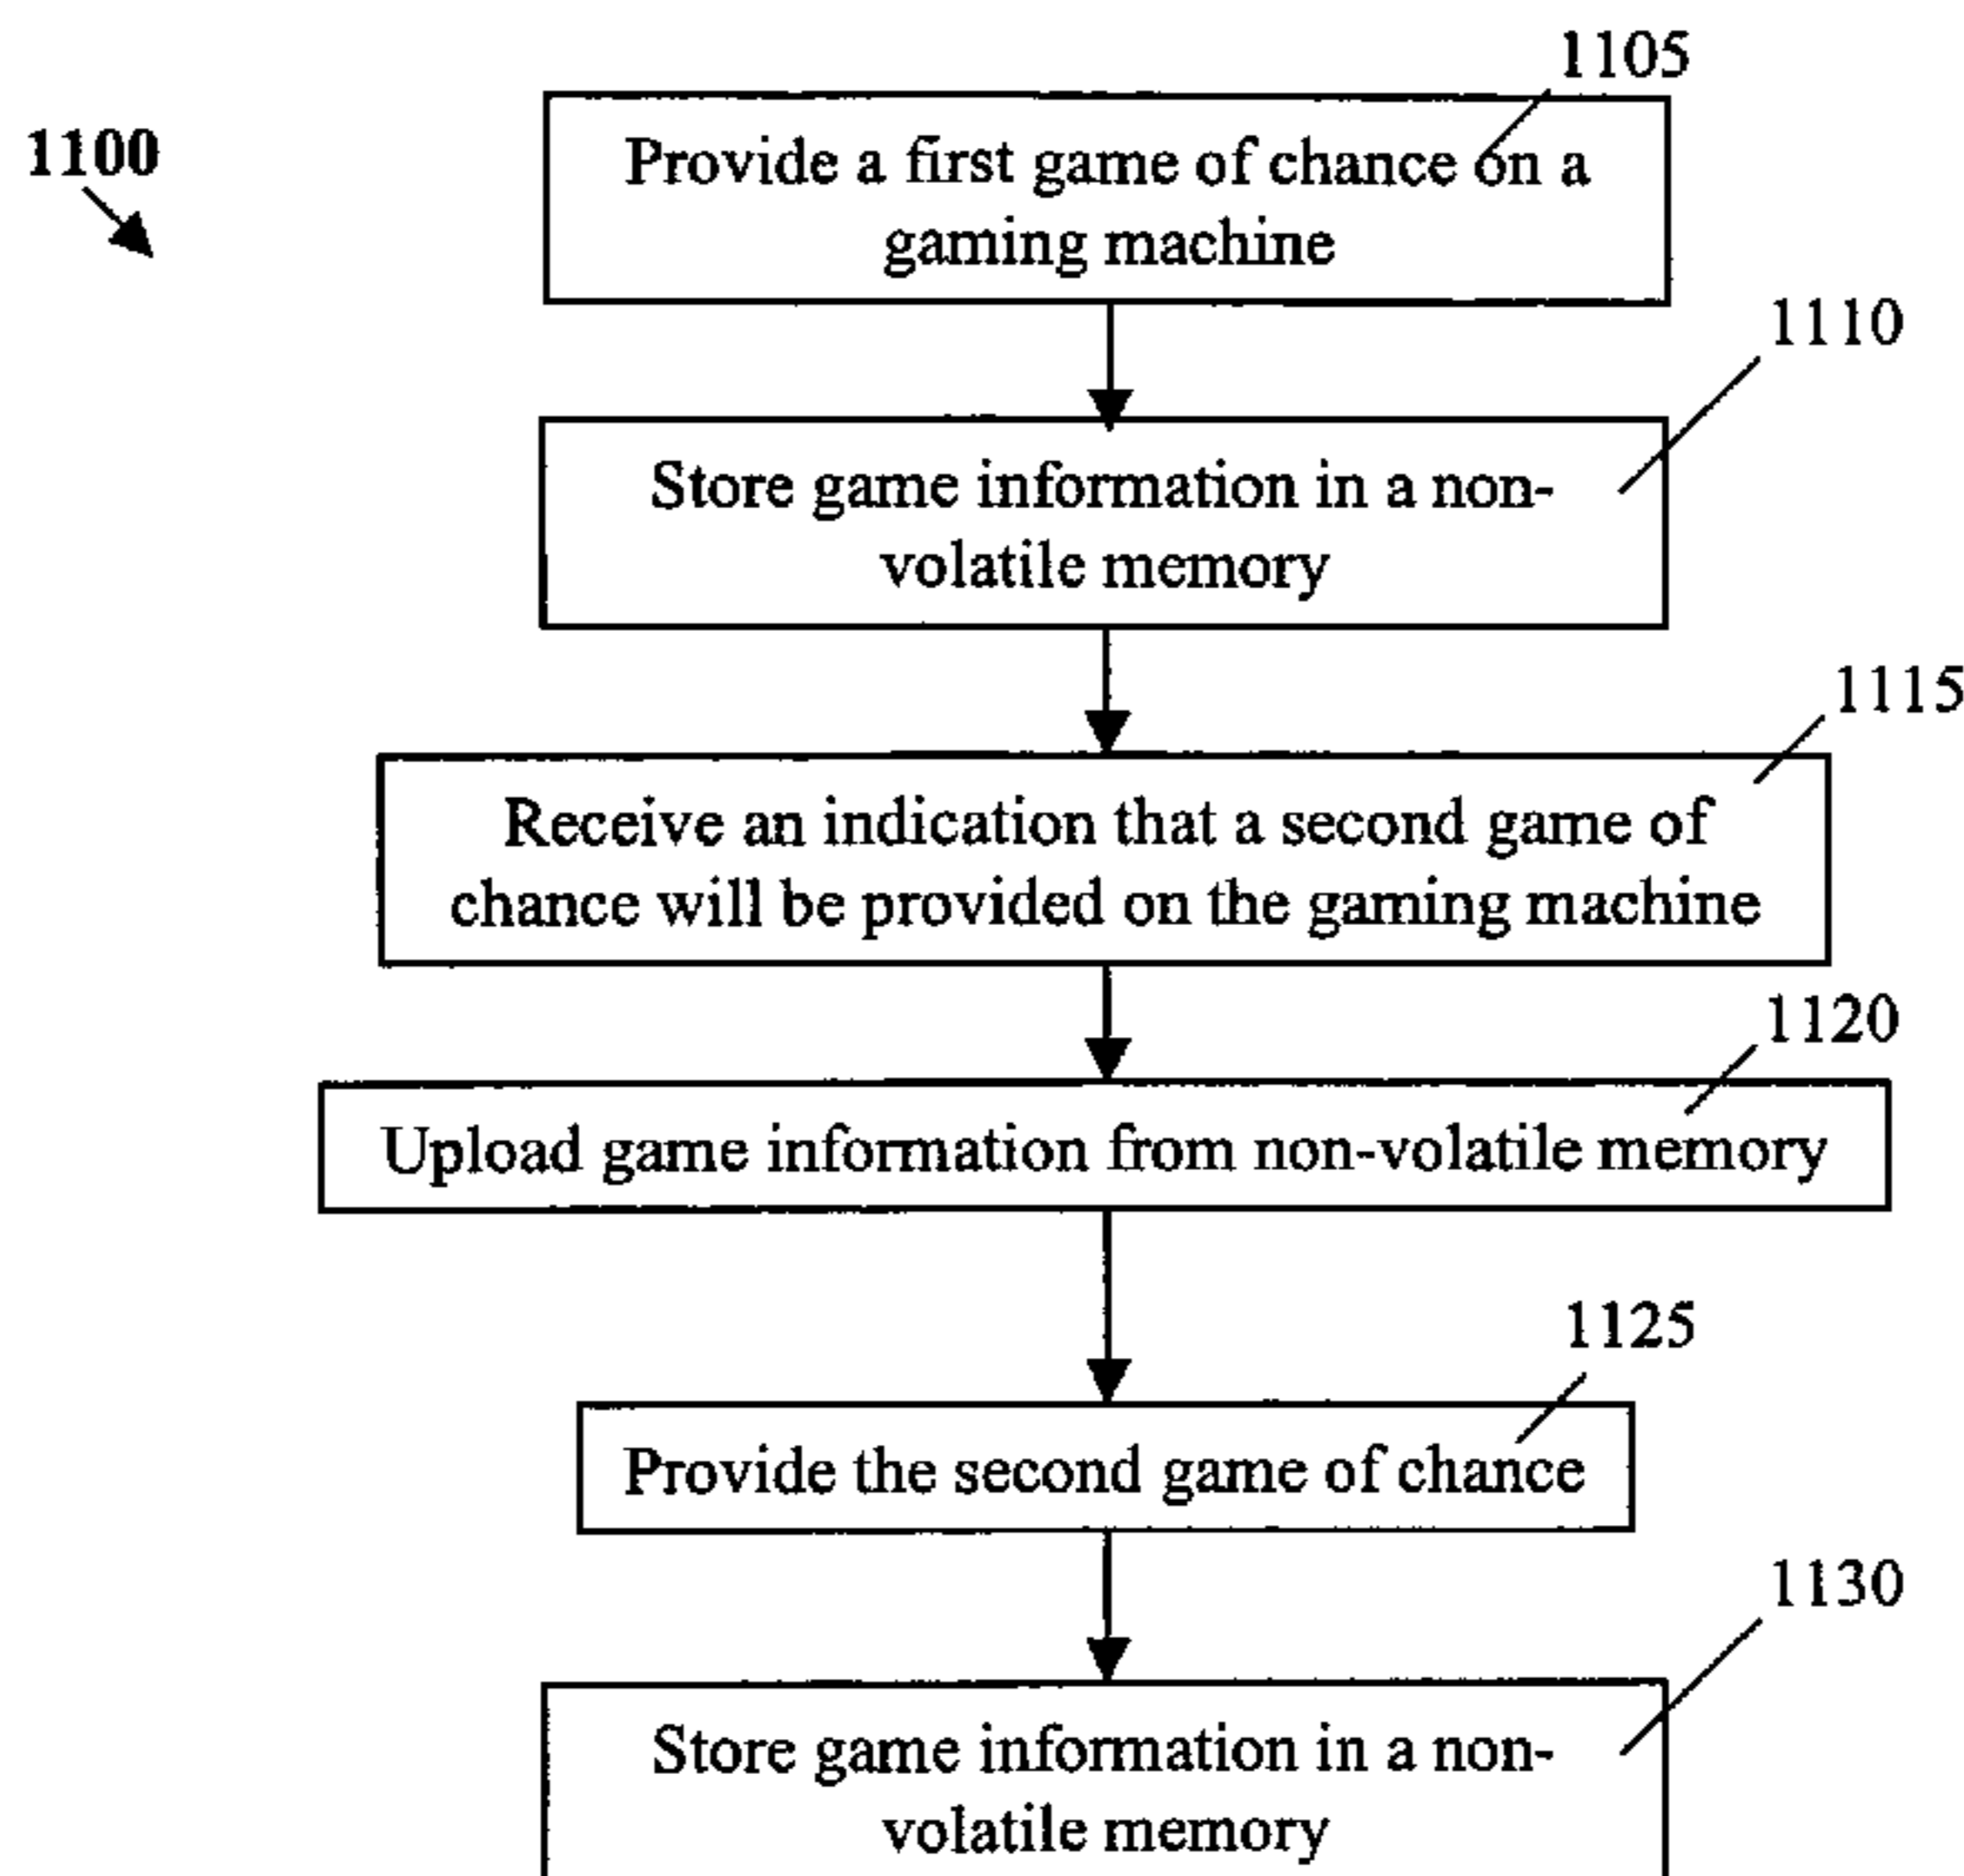 1105
1100
Provide a first game of chance on a
gaming machine
1110
Store game information in a non-
volatile memory
1115
Receive an indication that a second game of
chance will be provided on the gaming machine
1120
Upload game information from non-volatile memory
1125
Provide the second game of chance
1130
Store game information in a non-
volatile memory